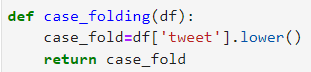 def case_folding(df):
    case_fold=df['tweet'].lower()
    return case_fold